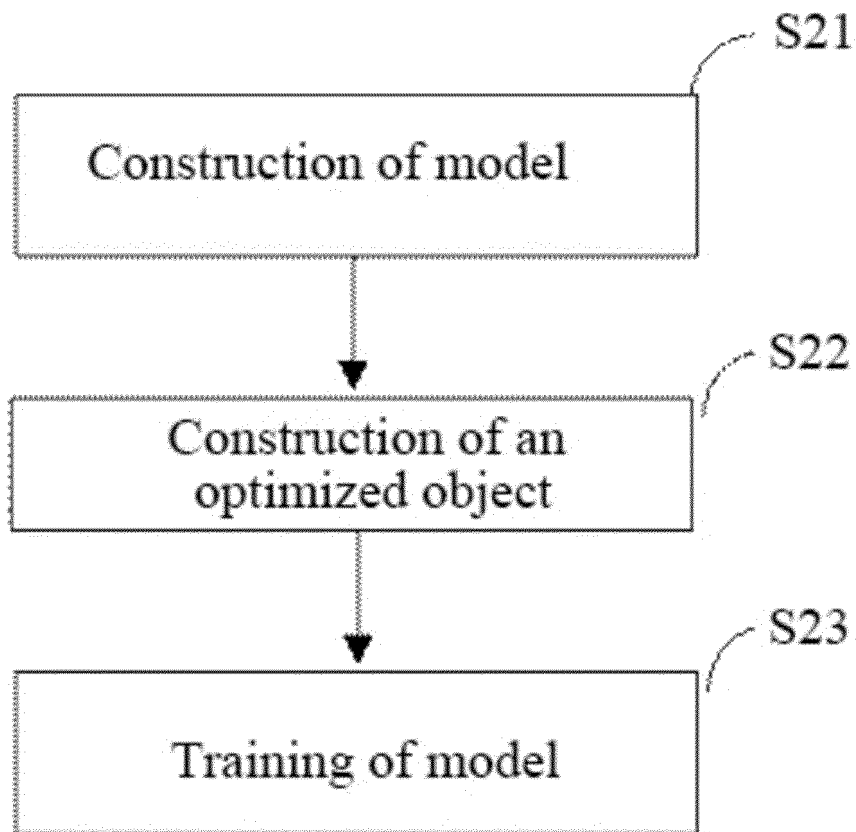 S21
Construction of model
S22
Construction of an
optimized object
S23
Training of model